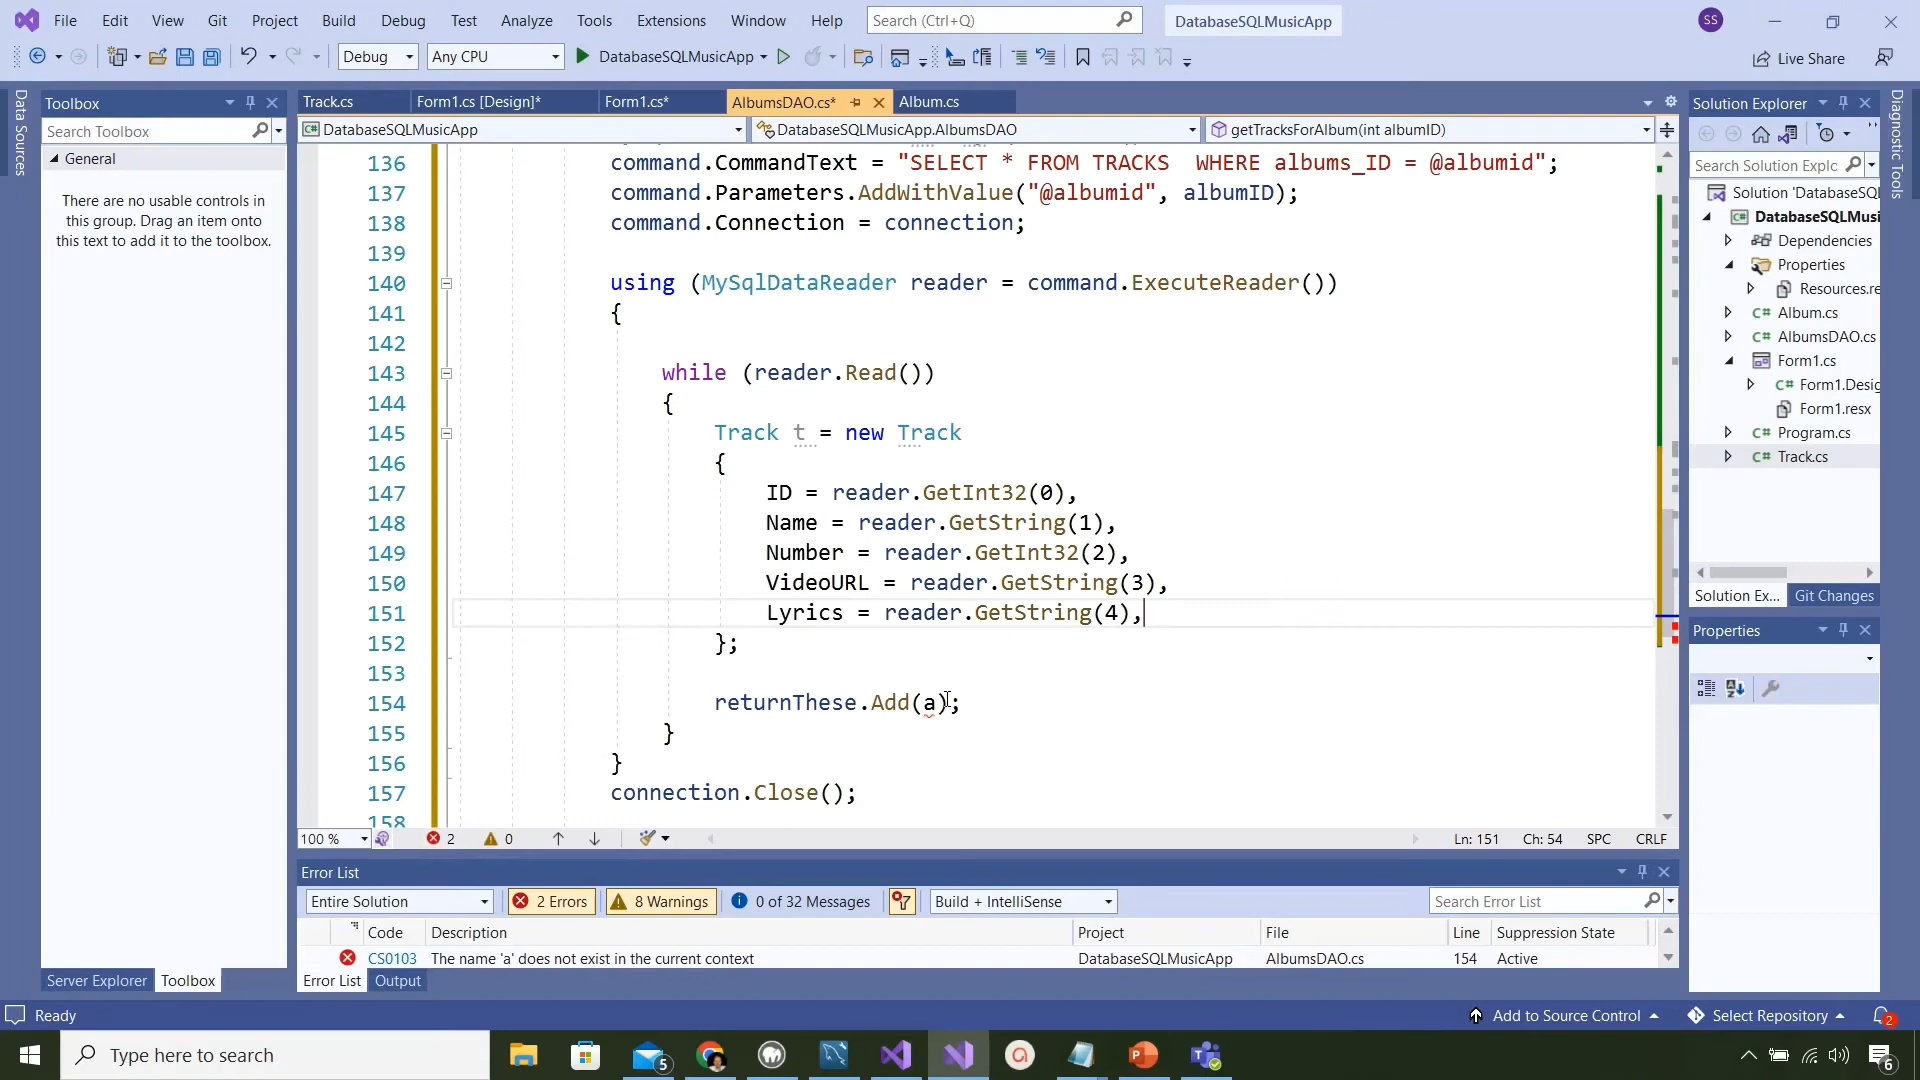 File Edit View Git Project Build Debug Test Analyze Tools Extensions Window Help Search (Ctrl+Q) DatabaseSQLMusicApp SS
Debug Any CPU DatabaseSQLMusicApp Live Share
Data Sources
Toolbox
Search Toolbox
General
There are no usable controls in
this group. Drag an item onto
this text to add it to the toolbox.
Server Explorer Toolbox
Track.cs Form1.cs [Design]* Form1.cs* AlbumsDAO.cs* Album.cs
DatabaseSQLMusicApp DatabaseSQLMusicApp.AlbumsDAO getTracksForAlbum(int albumID)
136 command.CommandText = "SELECT * FROM TRACKS  WHERE albums_ID = @albumid";
137 command.Parameters.AddWithValue("@albumid", albumID);
138 command.Connection = connection;
139
140 using (MySqlDataReader reader = command.ExecuteReader())
141 {
142
143 while (reader.Read())
144 {
145 Track t = new Track
146 {
147 ID = reader.GetInt32(0),
148 Name = reader.GetString(1),
149 Number = reader.GetInt32(2),
150 VideoURL = reader.GetString(3),
151 Lyrics = reader.GetString(4),
152 };
153
154 returnThese.Add(a);
155 }
156 }
157 connection.Close();
158
100 % 2 0 Ln: 151 Ch: 54 SPC CRLF
Error List
Entire Solution 2 Errors 8 Warnings 0 of 32 Messages Build + IntelliSense Search Error List
Code Description Project File Line Suppression State
CS0103 The name 'a' does not exist in the current context DatabaseSQLMusicApp AlbumsDAO.cs 154 Active
Error List Output
Solution Explorer
Search Solution Explc
Solution 'DatabaseSQL
DatabaseSQLMusi
Dependencies
Properties
Resources.re
Album.cs
AlbumsDAO.cs
Form1.cs
Form1.Desig
Form1.resx
Program.cs
Track.cs
Solution Ex... Git Changes
Properties
Diagnostic Tools
Ready Add to Source Control Select Repository 2
Type here to search 5 6